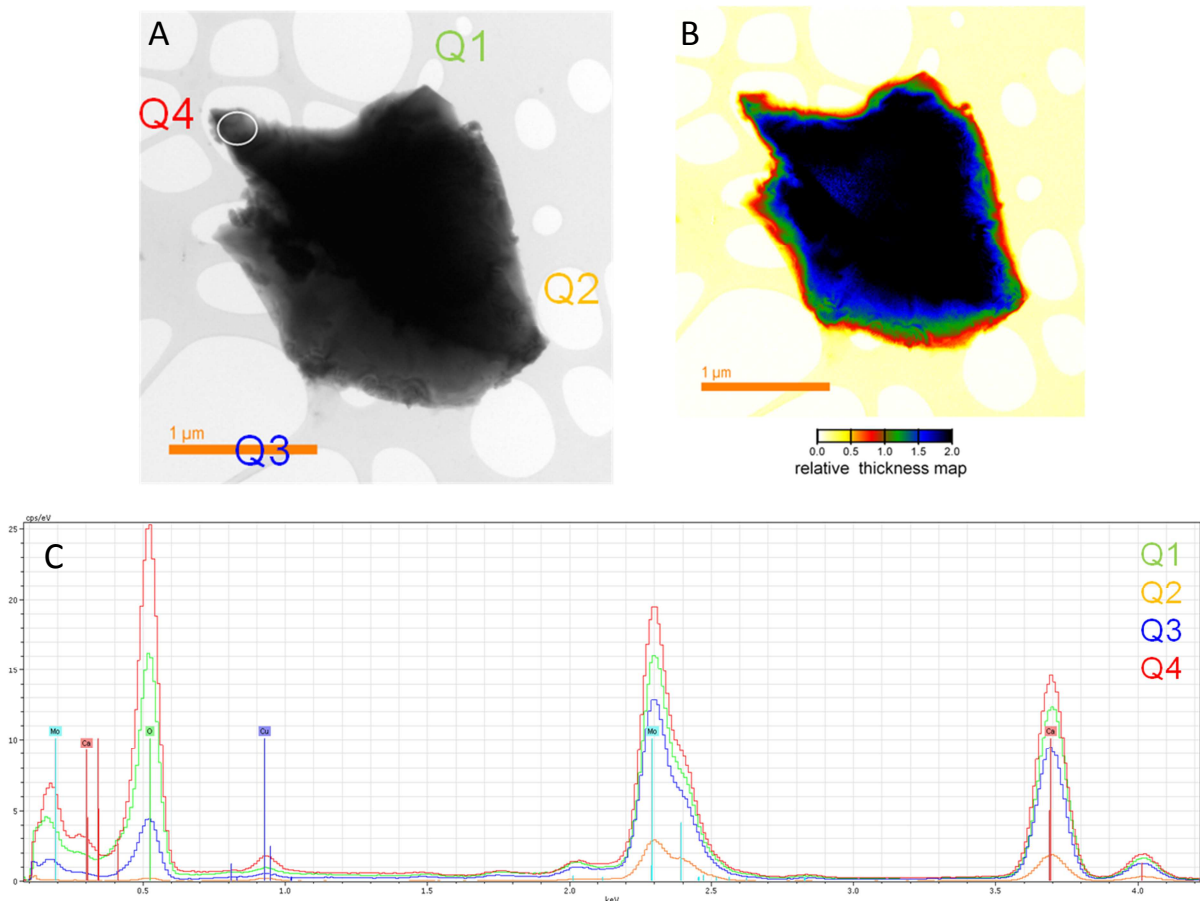 A
Q1
Q4
Q2
1 µm
Q3
B
1 µm
0.0 0.5 1.0 1.5 2.0
relative thickness map
cps/eV
C
25
20
15
10
5
0
Q1
Q2
Q3
Q4
Mo
Ca
O
Cu
Mo
Ca
0.5 1.0 1.5 2.0 2.5 3.0 3.5 4.0
keV